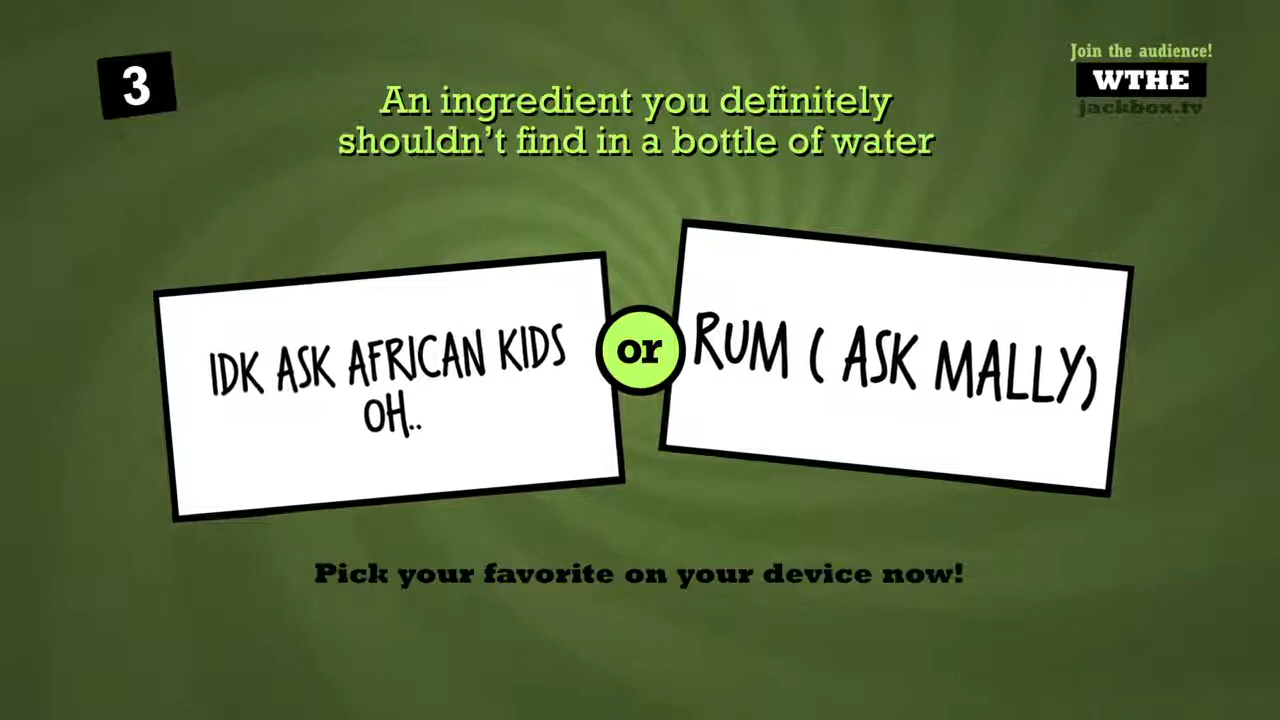 3
Join the audience!
WTHE
jackbox.tv
An ingredient you definitely
shouldn't find in a bottle of water
IDK ASK AFRICAN KIDS
OH..
or
RUM ( ASK MALLY)
Pick your favorite on your device now!